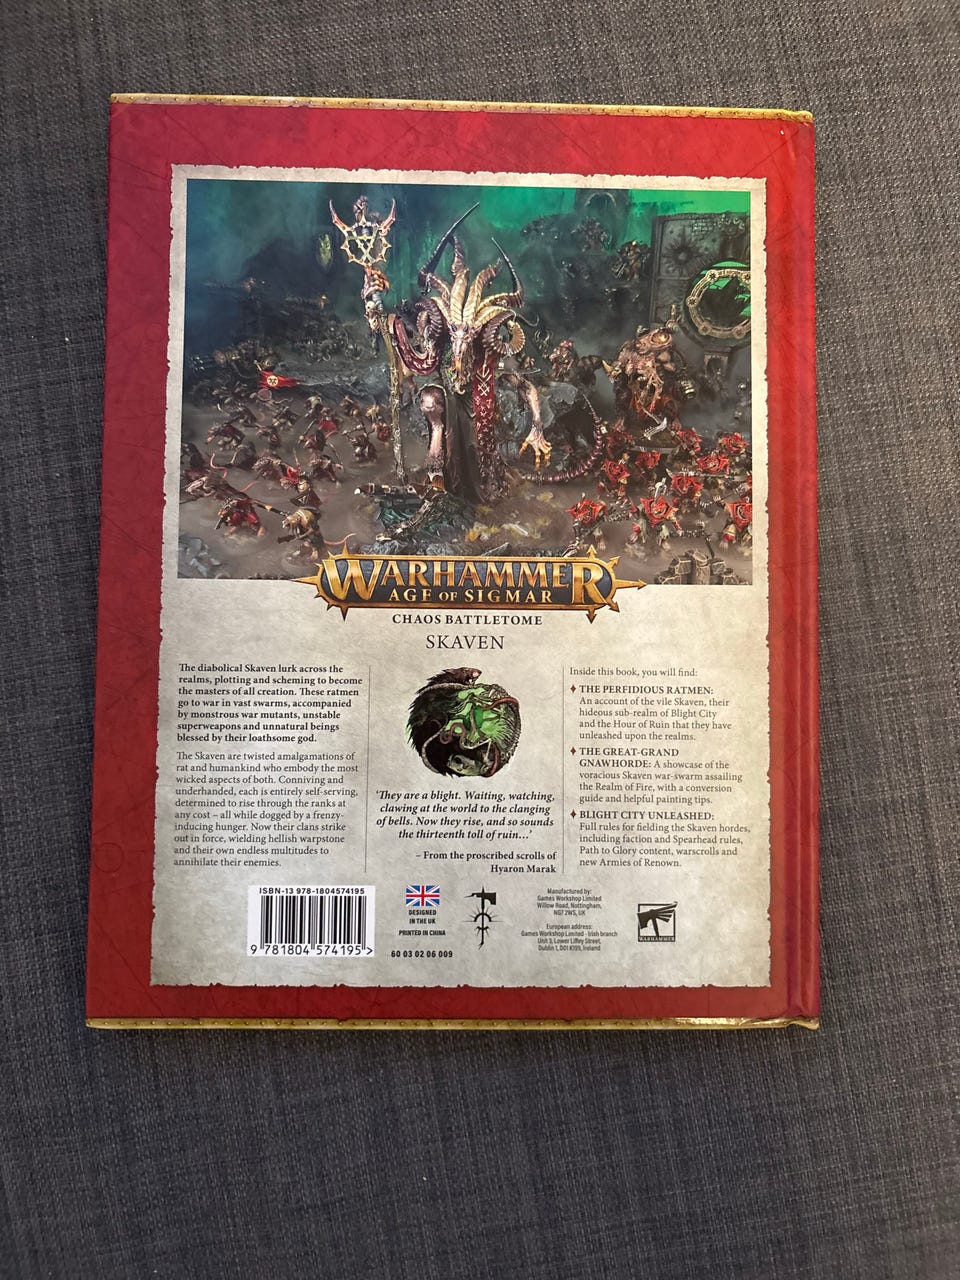 WARHAMMER
AGE OF SIGMAR
CHAOS BATTLETOME
SKAVEN
The diabolical Skaven lurk across the
realms, plotting and scheming to become
the masters of all creation. These ratmen
go to war in vast swarms, accompanied
by monstrous war mutants, unstable
superweapons and unnatural beings
blessed by their loathsome god.
The Skaven are twisted amalgamations of
rat and humankind who embody the most
wicked aspects of both. Conniving and
underhanded, each is entirely self-serving,
determined to rise through the ranks at
any cost – all while dogged by a frenzy-
inducing hunger. Now their clans strike
out in force, wielding hellish warpstone
and their own endless multitudes to
annihilate their enemies.
'They are a blight. Waiting, watching,
clawing at the world to the clanging
of bells. Now they rise, and so sounds
the thirteenth toll of ruin…'
– From the proscribed scrolls of
Hyaron Marak
Inside this book, you will find:
THE PERFIDIOUS RATMEN:
An account of the vile Skaven, their
hideous sub-realm of Blight City
and the Hour of Ruin that they have
unleashed upon the realms.
THE GREAT-GRAND
GNAWHORDE: A showcase of the
voracious Skaven war-swarm assailing
the Realm of Fire, with a conversion
guide and helpful painting tips.
BLIGHT CITY UNLEASHED:
Full rules for fielding the Skaven hordes,
including faction and Spearhead rules,
Path to Glory content, warscrolls and
new Armies of Renown.
ISBN-13 978-1804574195
9 781804 574195 >
DESIGNED
IN THE UK
PRINTED IN CHINA
60 03 02 06 009
Manufactured by:
Games Workshop Limited
Willow Road, Nottingham,
NG7 2WS, UK
European address:
Games Workshop Limited - Irish branch
Unit 3, Lower Liffey Street,
Dublin 1, D01 K199, Ireland
WARHAMMER